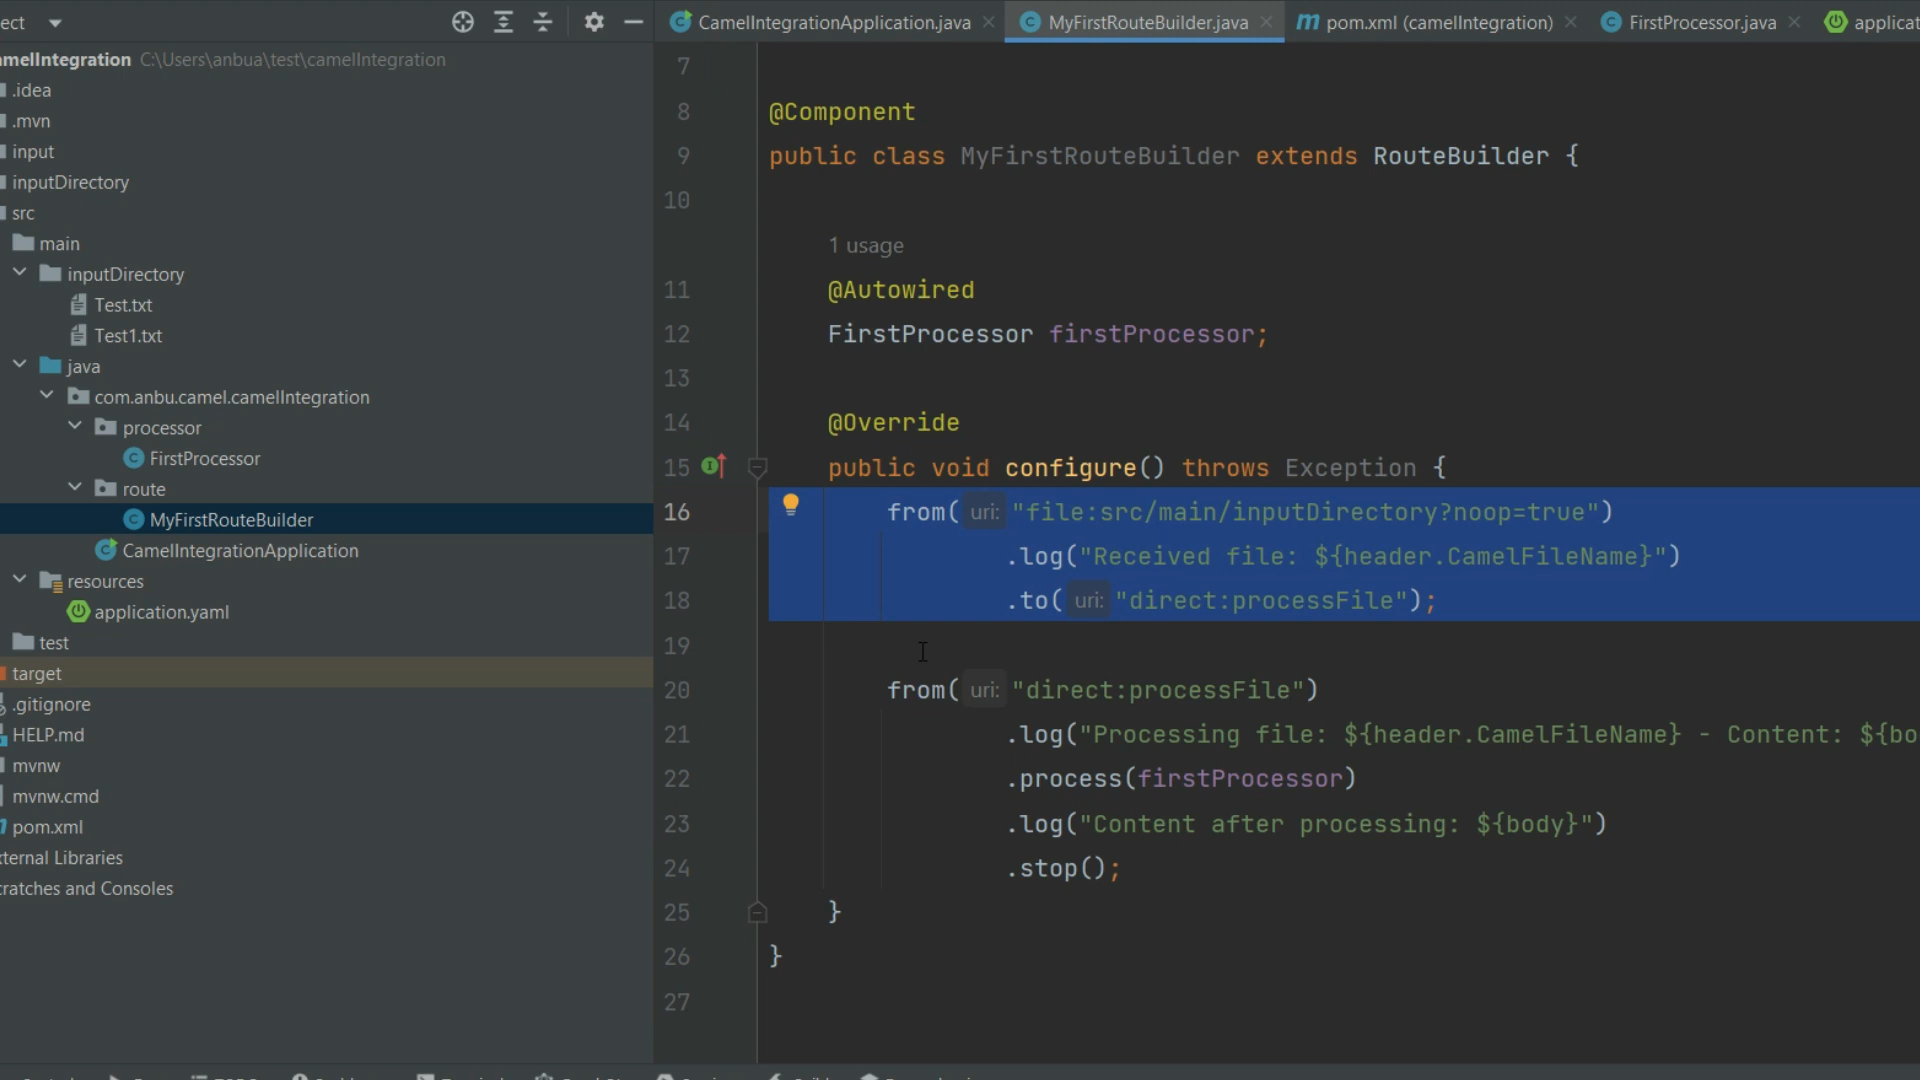 ect
CamelIntegrationApplication.java
MyFirstRouteBuilder.java
pom.xml (camelIntegration)
FirstProcessor.java
applicat
amelIntegration C:\Users\anbua\test\camelIntegration
.idea
.mvn
input
inputDirectory
src
main
inputDirectory
Test.txt
Test1.txt
java
com.anbu.camel.camelIntegration
processor
FirstProcessor
route
MyFirstRouteBuilder
CamelIntegrationApplication
resources
application.yaml
test
target
.gitignore
HELP.md
mvnw
mvnw.cmd
pom.xml
xternal Libraries
cratches and Consoles
7
8 @Component
9 public class MyFirstRouteBuilder extends RouteBuilder {
10
1 usage
11 @Autowired
12 FirstProcessor firstProcessor;
13
14 @Override
15 public void configure() throws Exception {
16 from( uri: "file:src/main/inputDirectory?noop=true")
17 .log("Received file: ${header.CamelFileName}")
18 .to( uri: "direct:processFile");
19
20 from( uri: "direct:processFile")
21 .log("Processing file: ${header.CamelFileName} - Content: ${bo
22 .process(firstProcessor)
23 .log("Content after processing: ${body}")
24 .stop();
25 }
26 }
27